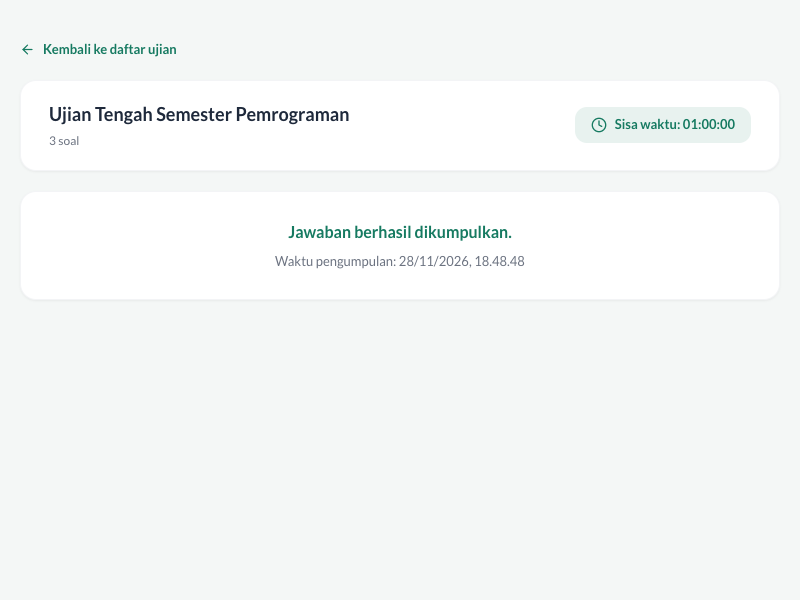 Kembali ke daftar ujian
Ujian Tengah Semester Pemrograman
3 soal
Sisa waktu: 01:00:00
Jawaban berhasil dikumpulkan.
Waktu pengumpulan: 28/11/2026, 18.48.48